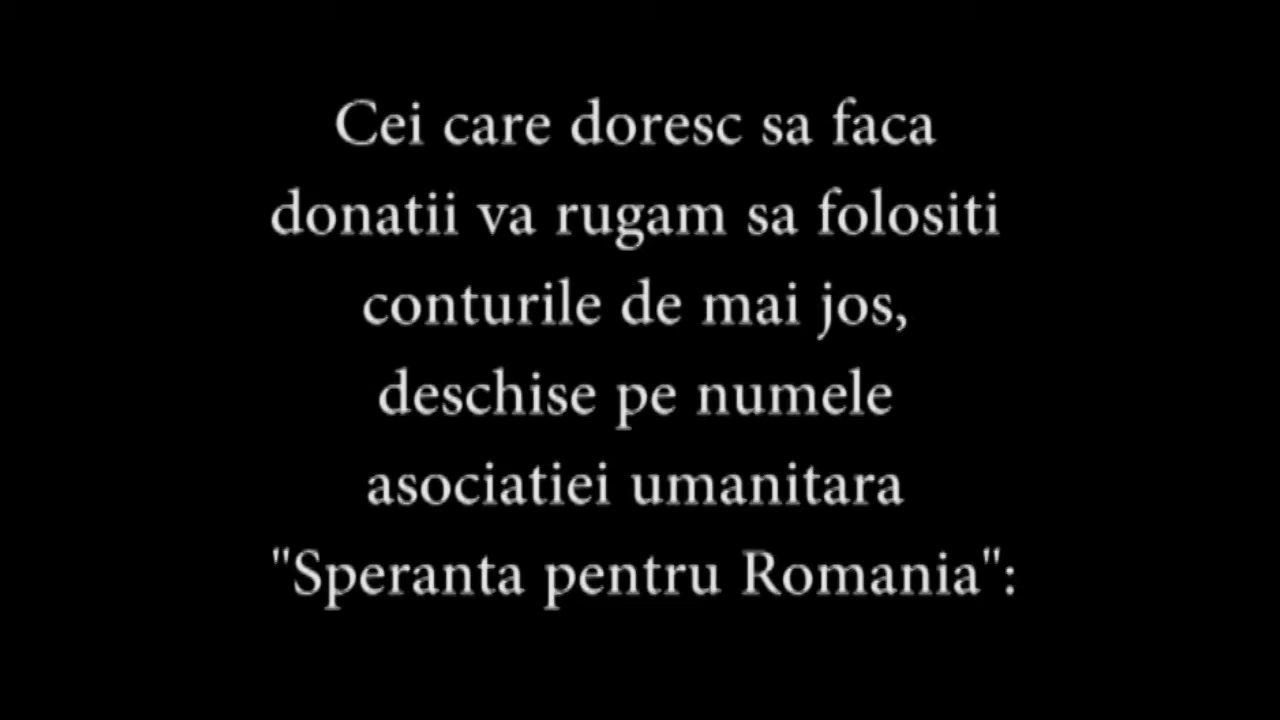 Cei care doresc sa faca
donatii va rugam sa folositi
conturile de mai jos,
deschise pe numele
asociatiei umanitara
"Speranta pentru Romania":